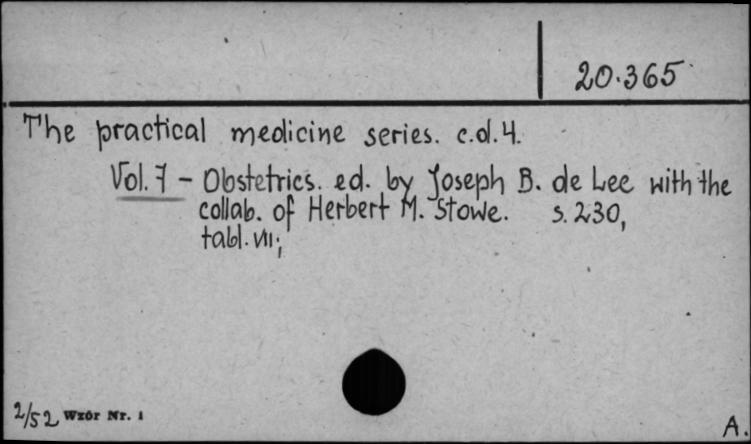 20.365
The practical medicine series. c.d.4.
Vol. 7 - Obstetrics. ed. by Joseph B. de Lee with the
collab. of Herbert M. Stowe. s. 230,
tabl. VII;
2/52 Wzór Nr. 1
A.